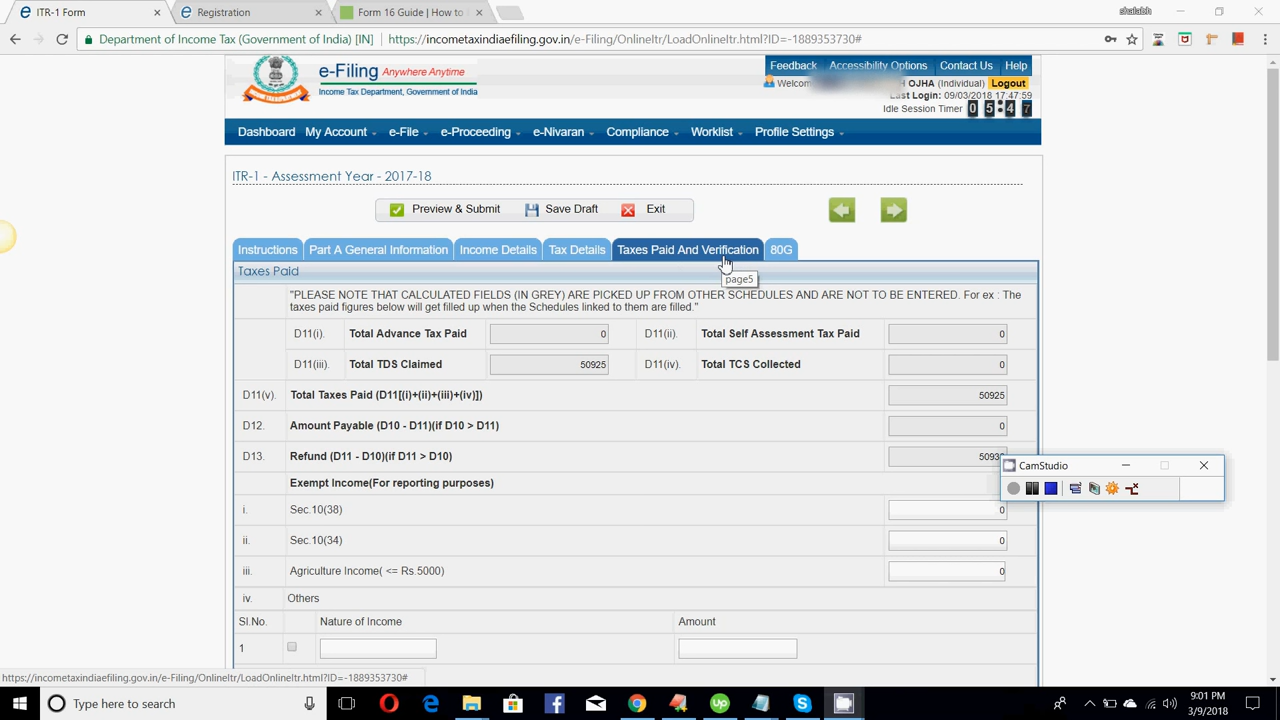 ITR-1 Form
Registration
Form 16 Guide | How to
shalabh
Department of Income Tax (Government of India) [IN]
https://incometaxindiaefiling.gov.in/e-Filing/OnlineItr/LoadOnlineItr.html?ID=-1889353730#
Feedback Accessibility Options Contact Us Help
e-Filing Anywhere Anytime
Income Tax Department, Government of India
OJHA (Individual) Logout
Last Login: 09/03/2018 17:47:59
Idle Session Timer 0 5 : 4 7
Dashboard My Account e-File e-Proceeding e-Nivaran Compliance Worklist Profile Settings
ITR-1 - Assessment Year - 2017-18
Preview & Submit Save Draft Exit
Instructions Part A General Information Income Details Tax Details Taxes Paid And Verification 80G
Taxes Paid
page5
"PLEASE NOTE THAT CALCULATED FIELDS (IN GREY) ARE PICKED UP FROM OTHER SCHEDULES AND ARE NOT TO BE ENTERED. For ex : The
taxes paid figures below will get filled up when the Schedules linked to them are filled."
D11(i). Total Advance Tax Paid 0 D11(ii). Total Self Assessment Tax Paid 0
D11(iii). Total TDS Claimed 50925 D11(iv). Total TCS Collected 0
D11(v). Total Taxes Paid (D11[(i)+(ii)+(iii)+(iv)]) 50925
D12. Amount Payable (D10 - D11)(if D10 > D11) 0
D13. Refund (D11 - D10)(if D11 > D10) 50930
CamStudio
Exempt Income(For reporting purposes)
i. Sec.10(38) 0
ii. Sec.10(34) 0
iii. Agriculture Income( <= Rs.5000) 0
iv. Others
Sl.No. Nature of Income Amount
1
https://incometaxindiaefiling.gov.in/e-Filing/OnlineItr/LoadOnlineItr.html?ID=-1889353730#
Type here to search
Up
9:01 PM
3/9/2018